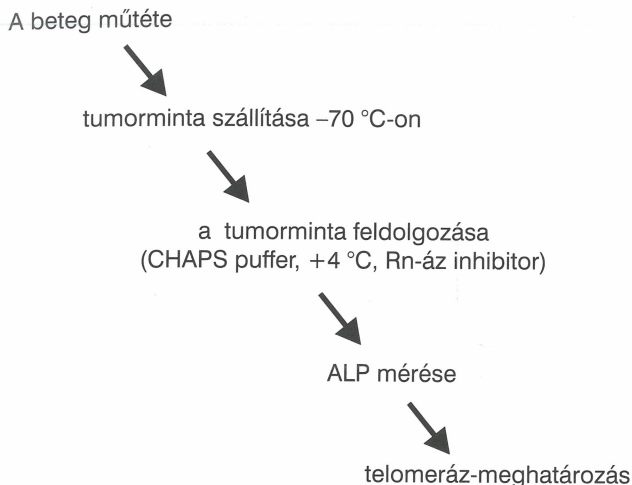 A beteg műtéte
tumorminta szállítása –70 °C-on
a tumorminta feldolgozása
(CHAPS puffer, +4 °C, Rn-áz inhibitor)
ALP mérése
telomeráz-meghatározás